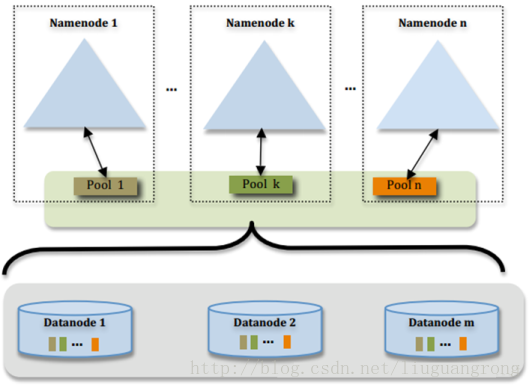 Namenode 1
Namenode k
Namenode n
...
...
Pool 1
Pool k
Pool n
Datanode 1
Datanode 2
Datanode m
...
...
...
http://blog.csdn.net/liuguangrong